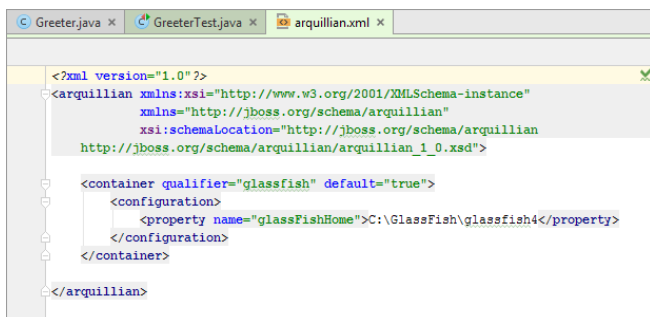 Greeter.java × GreeterTest.java × arquillian.xml ×
<?xml version="1.0"?>
<arquillian xmlns:xsi="http://www.w3.org/2001/XMLSchema-instance"
xmlns="http://jboss.org/schema/arquillian"
xsi:schemaLocation="http://jboss.org/schema/arquillian
http://jboss.org/schema/arquillian/arquillian_1_0.xsd">
<container qualifier="glassfish" default="true">
<configuration>
<property name="glassFishHome">C:\GlassFish\glassfish4</property>
</configuration>
</container>
</arquillian>